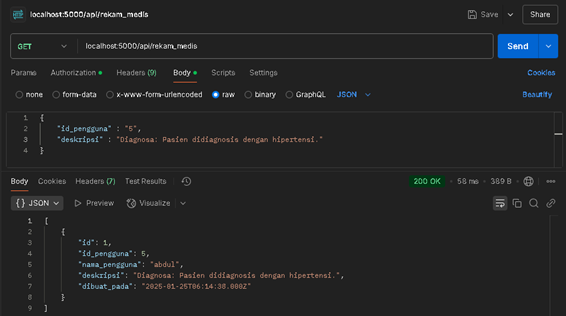 localhost:5000/api/rekam_medis
Save
Share
GET
localhost:5000/api/rekam_medis
Send
Params Authorization Headers (9) Body Scripts Settings Cookies
none form-data x-www-form-urlencoded raw binary GraphQL JSON Beautify
1 {
2 "id_pengguna" : "5",
3 "deskripsi" : "Diagnosa: Pasien didiagnosis dengan hipertensi."
4 }
Body Cookies Headers (7) Test Results 200 OK 58 ms 389 B
{} JSON Preview Visualize
1 [
2 {
3 "id": 1,
4 "id_pengguna": 5,
5 "nama_pengguna": "abdul",
6 "deskripsi": "Diagnosa: Pasien didiagnosis dengan hipertensi.",
7 "dibuat_pada": "2025-01-25T06:14:38.000Z"
8 }
9 ]